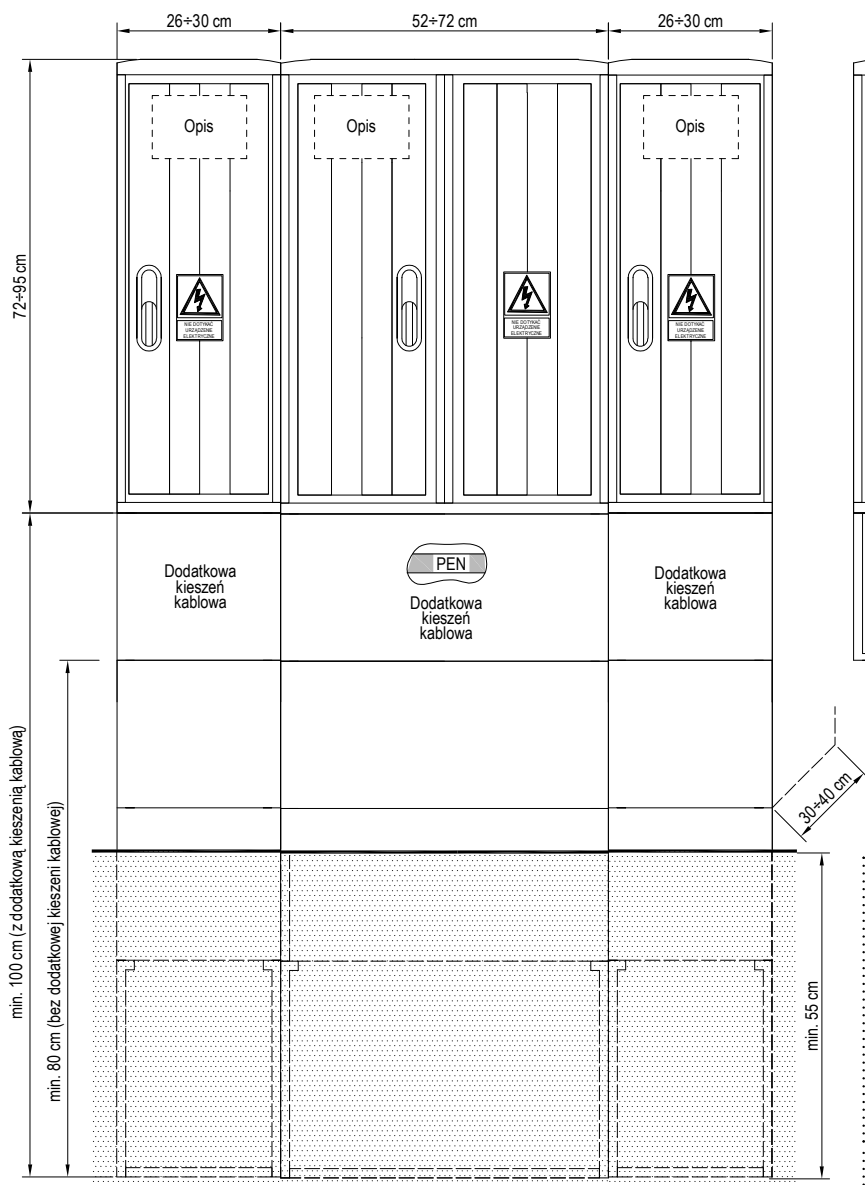 26÷30 cm
52÷72 cm
26÷30 cm
Opis
Opis
Opis
72÷95 cm
NIE DOTYKAĆ
URZĄDZENIE
ELEKTRYCZNE
NIE DOTYKAĆ
URZĄDZENIE
ELEKTRYCZNE
NIE DOTYKAĆ
URZĄDZENIE
ELEKTRYCZNE
Dodatkowa
kieszeń
kablowa
PEN
Dodatkowa
kieszeń
kablowa
Dodatkowa
kieszeń
kablowa
min. 100 cm (z dodatkową kieszenią kablową)
min. 80 cm (bez dodatkowej kieszeni kablowej)
30÷40 cm
min. 55 cm